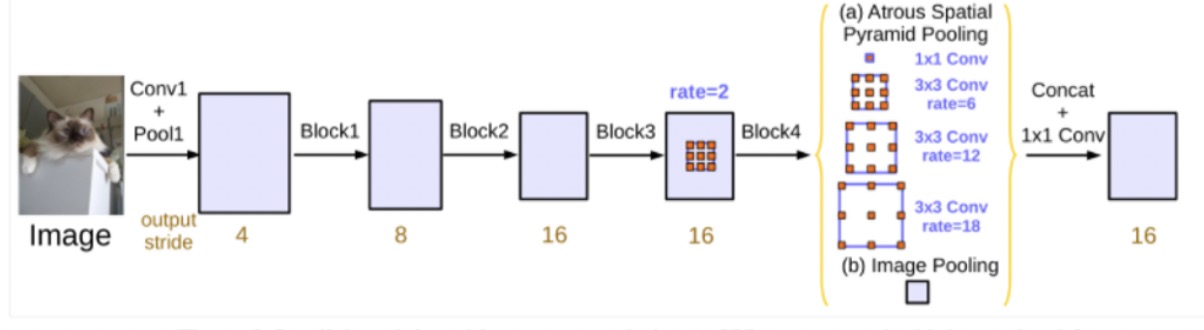 (a) Atrous Spatial
Pyramid Pooling
1x1 Conv
3x3 Conv
rate=6
3x3 Conv
rate=12
3x3 Conv
rate=18
(b) Image Pooling
Conv1
+
Pool1
Block1
Block2
Block3
rate=2
Block4
Concat
+
1x1 Conv
Image
output
stride
4
8
16
16
16